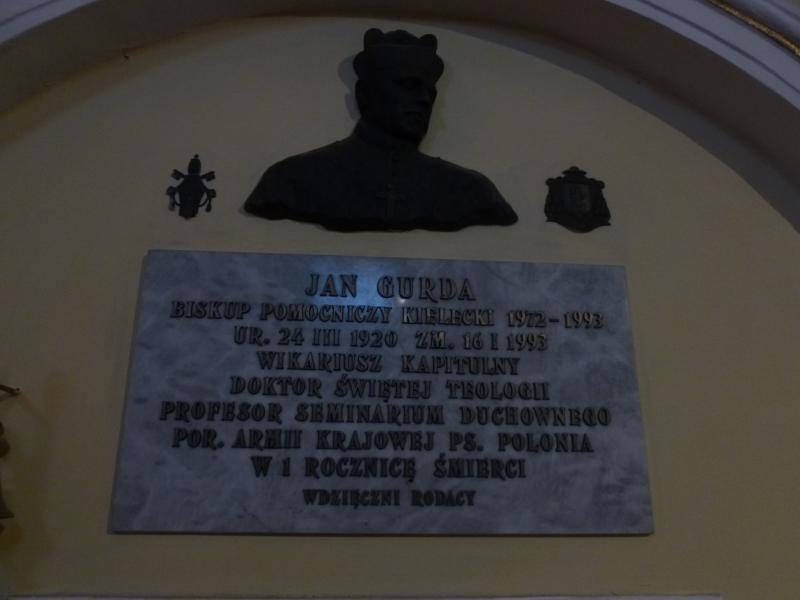 JAN GURDA
BISKUP POMOCNICZY KIELECKI 1972-1993
UR. 24 III 1920 ZM. 16 I 1993
WIKARIUSZ KAPITULNY
DOKTOR ŚWIĘTEJ TEOLOGII
PROFESOR SEMINARIUM DUCHOWNEGO
POR. ARMII KRAJOWEJ PS. POLONIA
W 1 ROCZNICĘ ŚMIERCI
WDZIĘCZNI RODACY